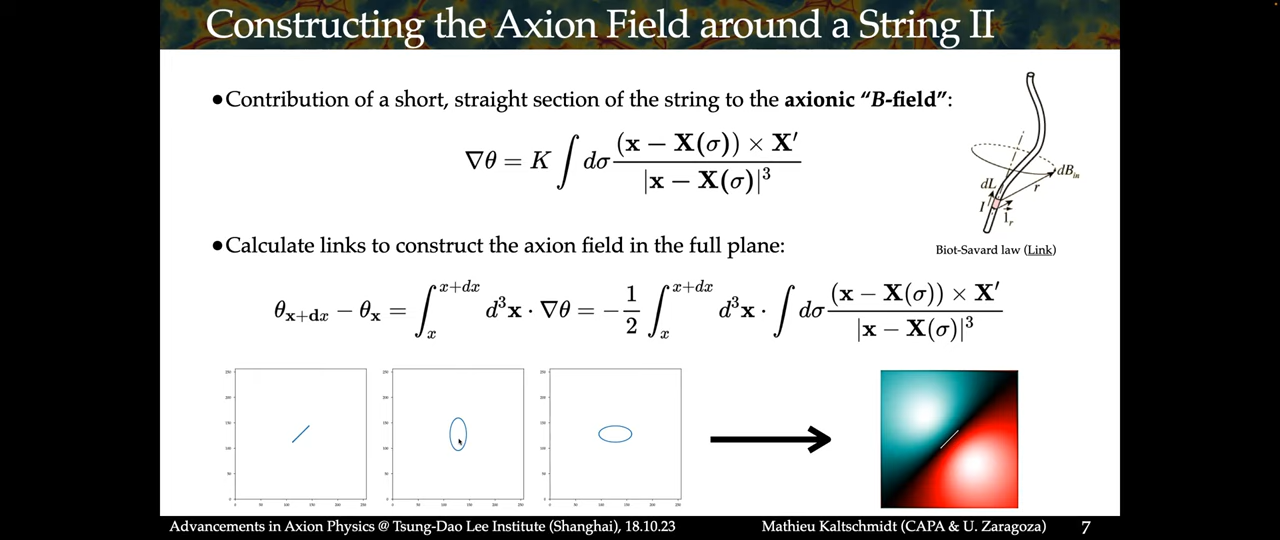 Constructing the Axion Field around a String II
●Contribution of a short, straight section of the string to the axionic “B-field”:
∇θ = K ∫ dσ (x − X(σ)) × X′ / |x − X(σ)|³
dB_in
dL
r
I
1_r
●Calculate links to construct the axion field in the full plane:
Biot-Savard law (Link)
θ_{x+dx} − θ_x = ∫_x^{x+dx} d³x · ∇θ = −1/2 ∫_x^{x+dx} d³x · ∫ dσ (x − X(σ)) × X′ / |x − X(σ)|³
Advancements in Axion Physics @ Tsung-Dao Lee Institute (Shanghai), 18.10.23
Mathieu Kaltschmidt (CAPA & U. Zaragoza)
7